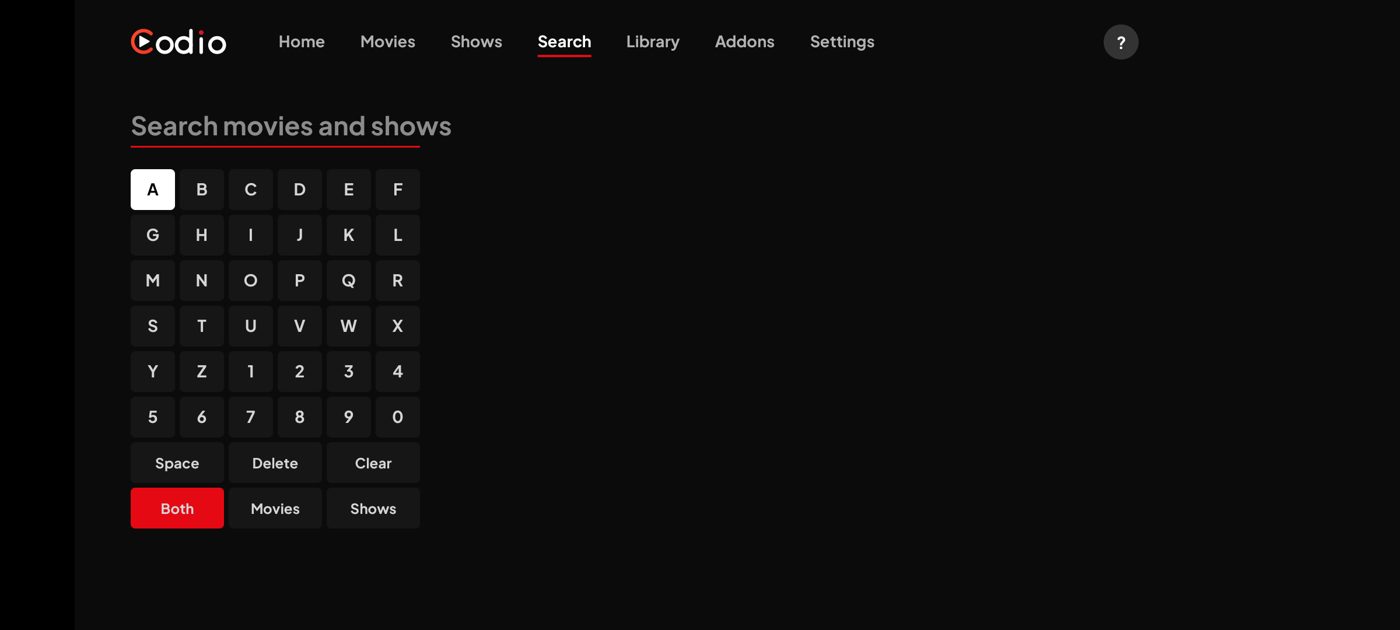 Codio Home Movies Shows Search Library Addons Settings ?
Search movies and shows
A B C D E F
G H I J K L
M N O P Q R
S T U V W X
Y Z 1 2 3 4
5 6 7 8 9 0
Space Delete Clear
Both Movies Shows